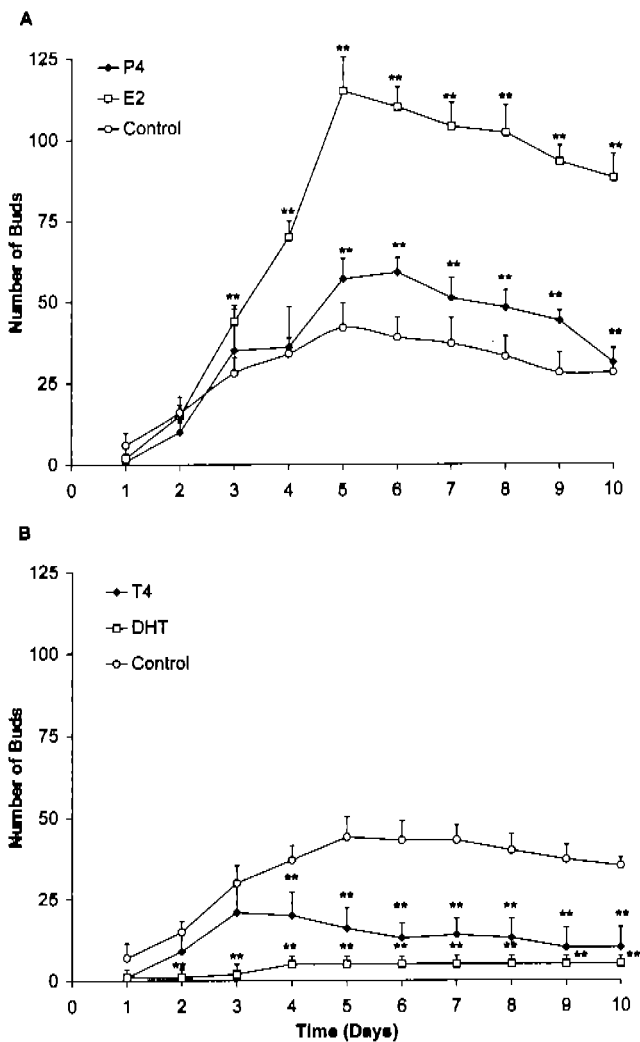 A
125
P4
E2
Control
100
75
50
25
0
Number of Buds
** ** ** ** ** ** ** **
** ** ** ** ** **
0 1 2 3 4 5 6 7 8 9 10
B
125
T4
DHT
Control
100
75
50
25
0
Number of Buds
** ** ** ** ** ** **
** ** ** ** ** ** ** ** **
0 1 2 3 4 5 6 7 8 9 10
Time (Days)